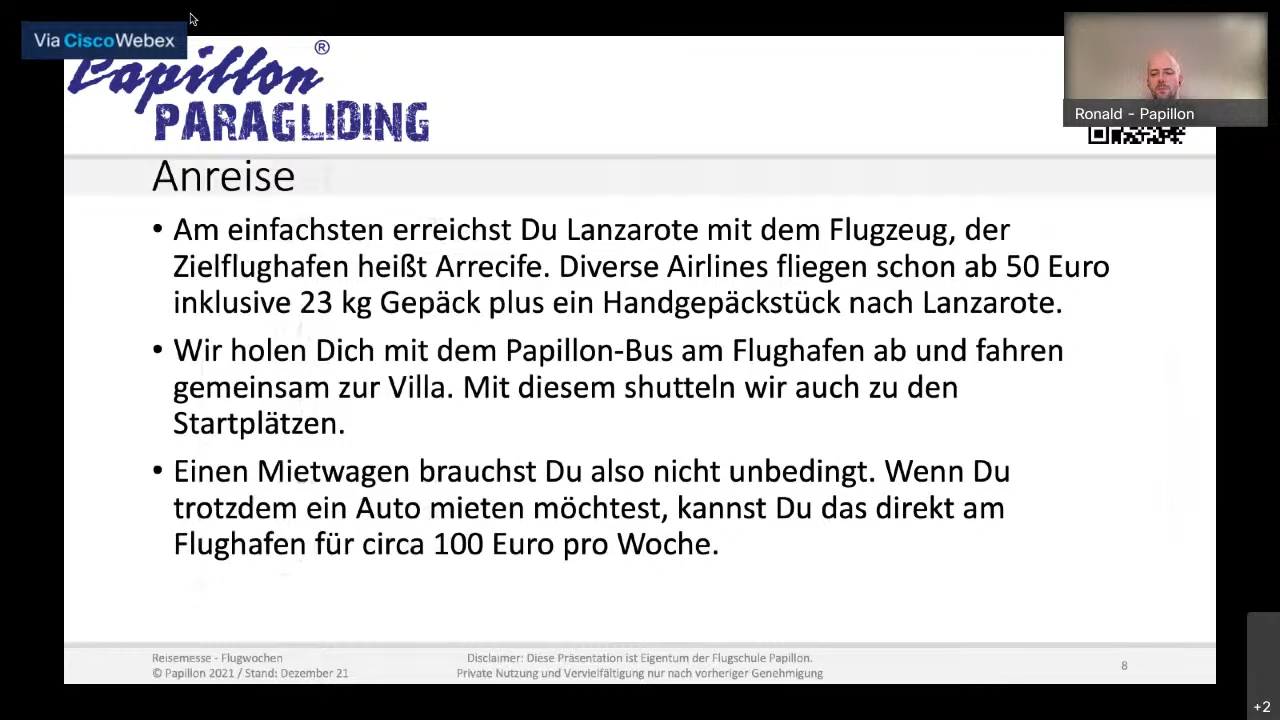 Via CiscoWebex
Papillon®
PARAGLIDING
Ronald - Papillon
Anreise
• Am einfachsten erreichst Du Lanzarote mit dem Flugzeug, der
Zielflughafen heißt Arrecife. Diverse Airlines fliegen schon ab 50 Euro
inklusive 23 kg Gepäck plus ein Handgepäckstück nach Lanzarote.
• Wir holen Dich mit dem Papillon-Bus am Flughafen ab und fahren
gemeinsam zur Villa. Mit diesem shutteln wir auch zu den
Startplätzen.
• Einen Mietwagen brauchst Du also nicht unbedingt. Wenn Du
trotzdem ein Auto mieten möchtest, kannst Du das direkt am
Flughafen für circa 100 Euro pro Woche.
Reisemesse - Flugwochen
© Papillon 2021 / Stand: Dezember 21
Disclaimer: Diese Präsentation ist Eigentum der Flugschule Papillon.
Private Nutzung und Vervielfältigung nur nach vorheriger Genehmigung
8
+2